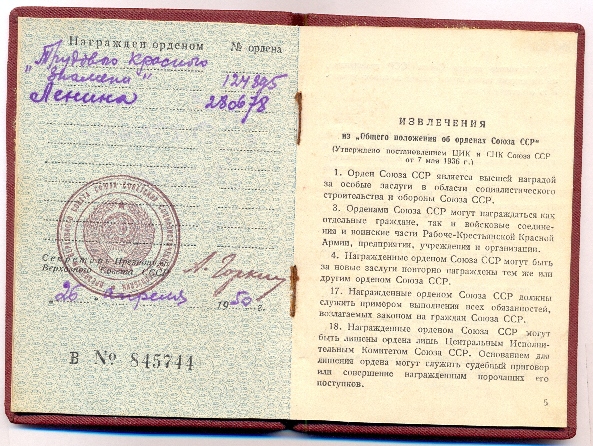 Награжден орденом № ордена
"Трудового Красного
Знамени" 124895
Ленина 280678
Секретарь Президиума
Верховного Совета СССР
А. Горкин
"26" апреля 1950 г.
В № 845744
ИЗВЛЕЧЕНИЯ
из „Общего положения об орденах Союза ССР"
(Утверждено постановлением ЦИК и СНК Союза ССР
от 7 мая 1936 г.)
1. Орден Союза ССР является высшей наградой
за особые заслуги в области социалистического
строительства и обороны Союза ССР.
3. Орденами Союза ССР могут награждаться как
отдельные граждане, так и войсковые соедине-
ния и воинские части Рабоче-Крестьянской Красной
Армии, предприятия, учреждения и организации.
4. Награжденные орденом Союза ССР могут быть
за новые заслуги повторно награждены тем же или
другим орденом Союза ССР.
17. Награжденные орденом Союза ССР должны
служить примером выполнения всех обязанностей,
возлагаемых законом на граждан Союза ССР.
18. Награжденные орденом Союза ССР могут
быть лишены ордена лишь Центральным Исполни-
тельным Комитетом Союза ССР. Основанием для
лишения ордена могут служить судебный приговор
или совершение награжденным порочащих его
поступков.
5